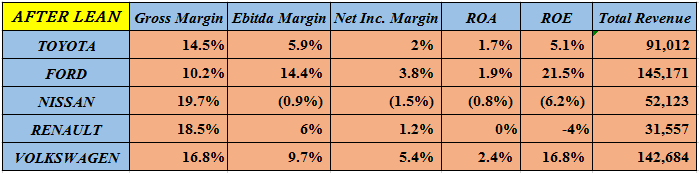 AFTER LEAN Gross Margin Ebitda Margin Net Inc. Margin ROA ROE Total Revenue
TOYOTA 14.5% 5.9% 2% 1.7% 5.1% 91,012
FORD 10.2% 14.4% 3.8% 1.9% 21.5% 145,171
NISSAN 19.7% (0.9%) (1.5%) (0.8%) (6.2%) 52,123
RENAULT 18.5% 6% 1.2% 0% -4% 31,557
VOLKSWAGEN 16.8% 9.7% 5.4% 2.4% 16.8% 142,684